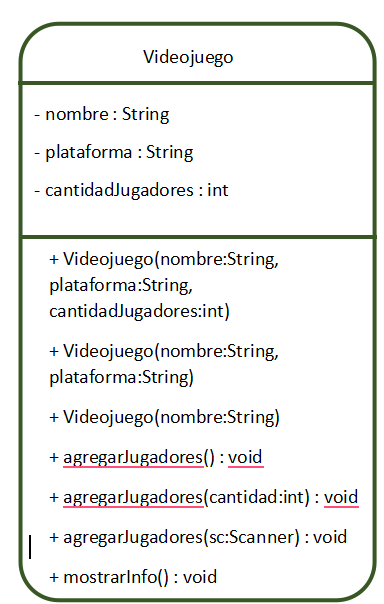 Videojuego
- nombre : String
- plataforma : String
- cantidadJugadores : int
+ Videojuego(nombre:String,
plataforma:String,
cantidadJugadores:int)
+ Videojuego(nombre:String,
plataforma:String)
+ Videojuego(nombre:String)
+ agregarJugadores() : void
+ agregarJugadores(cantidad:int) : void
+ agregarJugadores(sc:Scanner) : void
+ mostrarInfo() : void